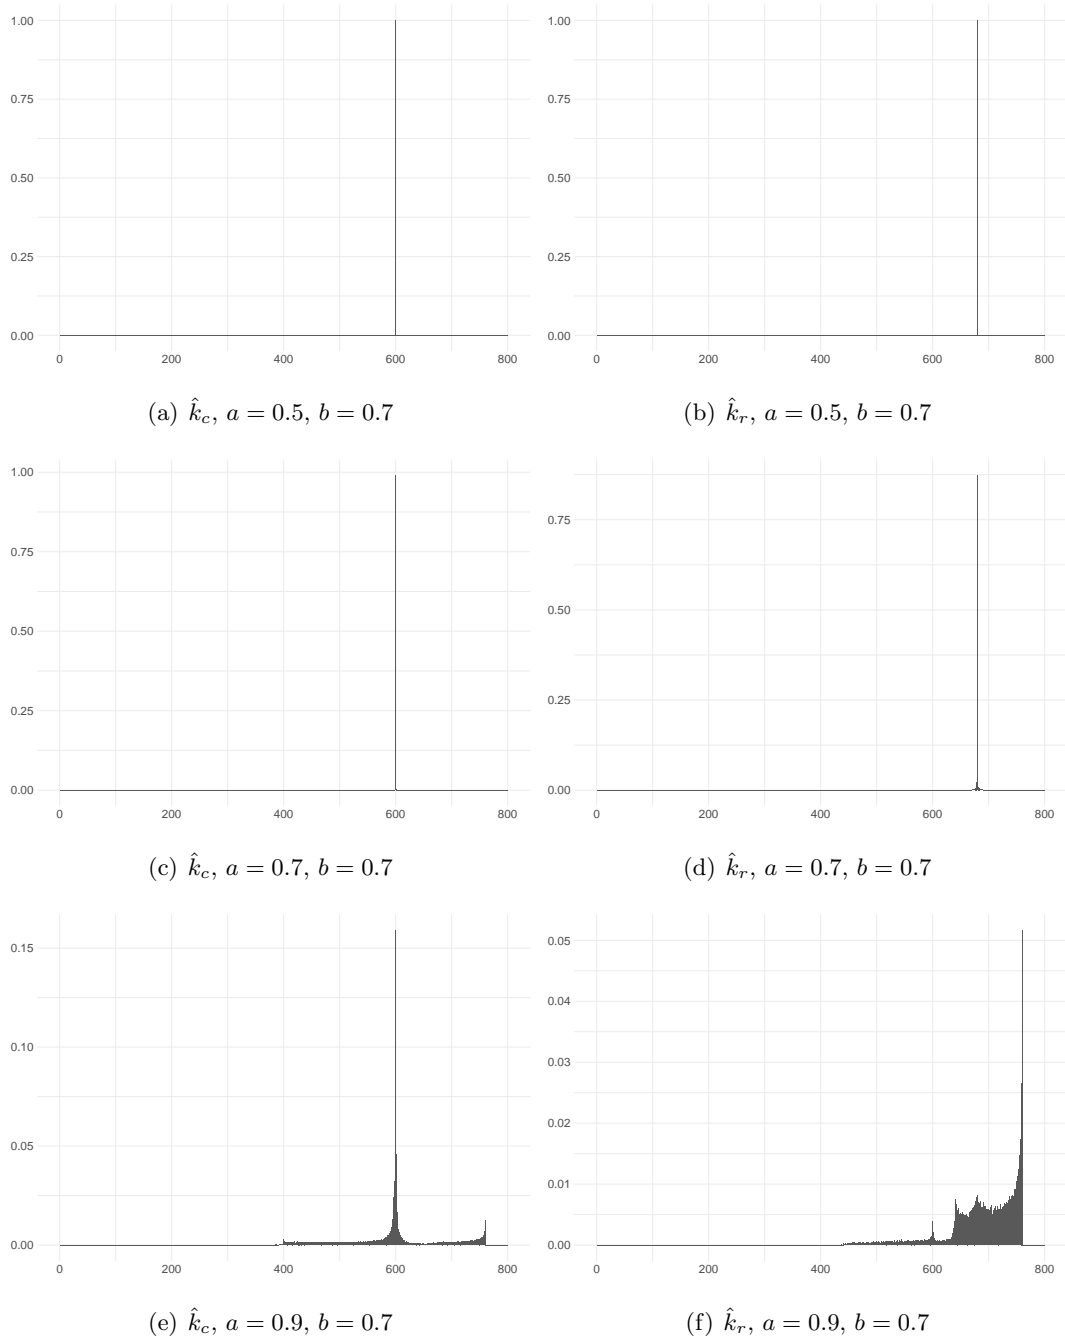 1.00
0.75
0.50
0.25
0.00
0 200 400 600 800
(a) k̂_c, a = 0.5, b = 0.7
1.00
0.75
0.50
0.25
0.00
0 200 400 600 800
(b) k̂_r, a = 0.5, b = 0.7
1.00
0.75
0.50
0.25
0.00
0 200 400 600 800
(c) k̂_c, a = 0.7, b = 0.7
0.75
0.50
0.25
0.00
0 200 400 600 800
(d) k̂_r, a = 0.7, b = 0.7
0.15
0.10
0.05
0.00
0 200 400 600 800
(e) k̂_c, a = 0.9, b = 0.7
0.05
0.04
0.03
0.02
0.01
0.00
0 200 400 600 800
(f) k̂_r, a = 0.9, b = 0.7